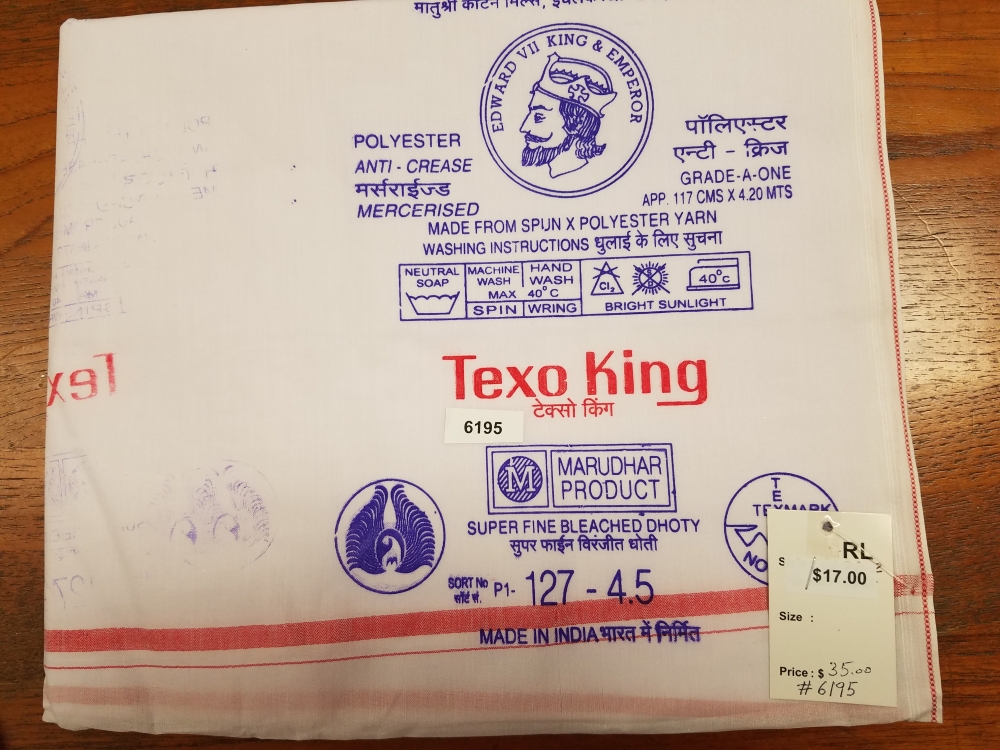 मातुश्री कॉटन मिल्स,
EDWARD VII KING & EMPEROR
POLYESTER
ANTI - CREASE
मर्सराईज्ड
MERCERISED
पॉलिएस्टर
एन्टी - क्रिज
GRADE-A-ONE
APP. 117 CMS X 4.20 MTS
MADE FROM SPUN X POLYESTER YARN
WASHING INSTRUCTIONS धुलाई के लिए सुचना
NEUTRAL SOAP
MACHINE WASH
HAND WASH
MAX 40°C
SPIN
WRING
Cl₂
40°C
BRIGHT SUNLIGHT
Texo King
टेक्सो किंग
6195
M
MARUDHAR
PRODUCT
SUPER FINE BLEACHED DHOTY
सुपर फाईन विरंजीत धोती
SORT No
सॉर्ट सं.
P1- 127 - 4.5
MADE IN INDIA भारत में निर्मित
TEXMARK
NO
RL
$17.00
Size :
Price : $ 35.00
#6195
Tex